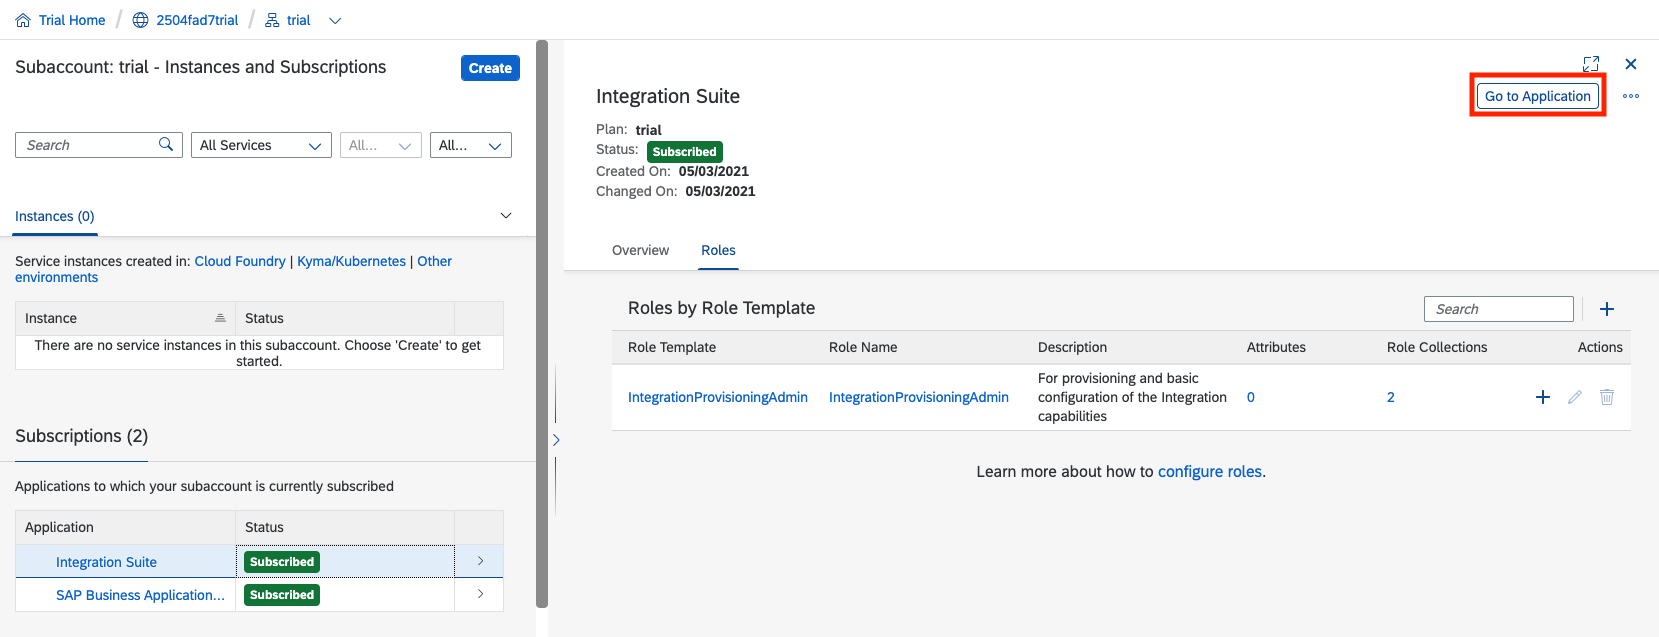 Trial Home / 2504fad7trial / trial
Subaccount: trial - Instances and Subscriptions
Create
Search
All Services
All...
All...
Instances (0)
Service instances created in: Cloud Foundry | Kyma/Kubernetes | Other
environments
Instance Status
There are no service instances in this subaccount. Choose 'Create' to get
started.
Subscriptions (2)
Applications to which your subaccount is currently subscribed
Application Status
Integration Suite Subscribed
SAP Business Application... Subscribed
Integration Suite
Go to Application
Plan: trial
Status: Subscribed
Created On: 05/03/2021
Changed On: 05/03/2021
Overview Roles
Roles by Role Template
Search
Role Template Role Name Description Attributes Role Collections Actions
For provisioning and basic
IntegrationProvisioningAdmin IntegrationProvisioningAdmin configuration of the Integration 0 2
capabilities
Learn more about how to configure roles.